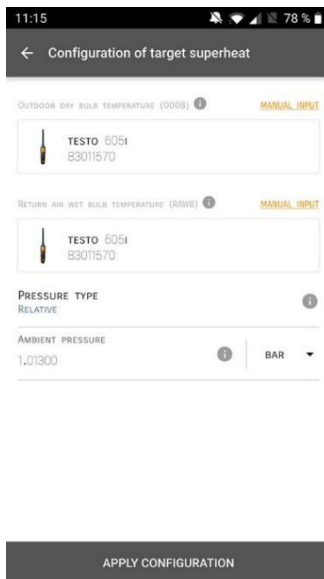 11:15
78 %
Configuration of target superheat
OUTDOOR DRY BULB TEMPERATURE (ODDB)
MANUAL INPUT
TESTO 605I
83011570
RETURN AIR WET BULB TEMPERATURE (RAWB)
MANUAL INPUT
TESTO 605I
83011570
PRESSURE TYPE
RELATIVE
AMBIENT PRESSURE
1.01300
BAR
APPLY CONFIGURATION